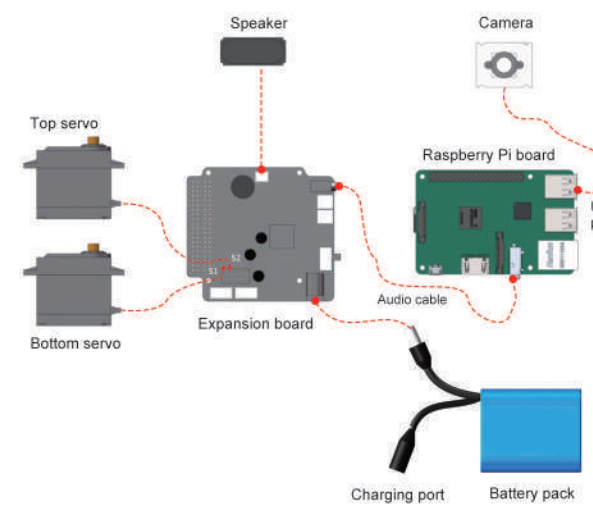 Speaker
Camera
Top servo
Raspberry Pi board
S2
S1
Audio cable
Expansion board
Bottom servo
Charging port
Battery pack